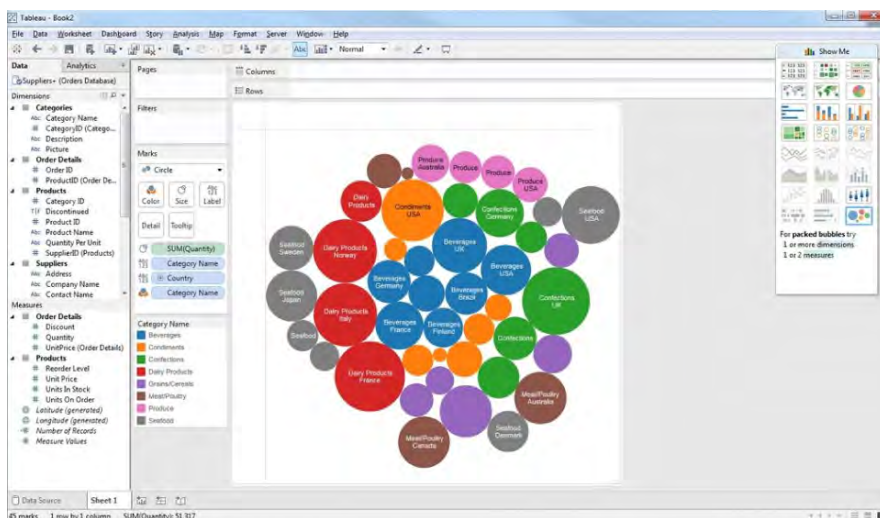 Tableau - Book2
File Data Worksheet Dashboard Story Analysis Map Format Server Window Help
Abc Normal
Data Analytics
Suppliers+ (Orders Database)
Dimensions
Categories
Abc Category Name
# CategoryID (Catego...
Abc Description
Abc Picture
Order Details
# Order ID
# ProductID (Order De...
Products
# Category ID
T|F Discontinued
# Product ID
Abc Product Name
Abc Quantity Per Unit
# SupplierID (Products)
Suppliers
Abc Address
Abc Company Name
Abc Contact Name
Measures
Order Details
# Discount
# Quantity
# UnitPrice (Order Details)
Products
# Reorder Level
# Unit Price
# Units In Stock
# Units On Order
Latitude (generated)
Longitude (generated)
Number of Records
# Measure Values
Pages
Filters
Marks
Circle
Color Size Label
Detail Tooltip
SUM(Quantity)
Category Name
Country
Category Name
Category Name
Beverages
Condiments
Confections
Dairy Products
Grains/Cereals
Meat/Poultry
Produce
Seafood
Columns
Rows
Produce
Australia
Produce
Produce
Produce
USA
Dairy
Products
Condiments
USA
Confections
Germany
Seafood
USA
Seafood
Sweden
Dairy Products
Norway
Beverages
UK
Beverages
USA
Beverages
Germany
Beverages
Brazil
Seafood
Japan
Dairy Products
Italy
Confections
UK
Beverages
France
Beverages
Finland
Seafood
Confections
Dairy Products
France
Meat/Poultry
Australia
Meat/Poultry
Canada
Seafood
Denmark
Show Me
For packed bubbles try
1 or more dimensions
1 or 2 measures
Data Source Sheet 1
45 marks 1 row by 1 column SUM(Quantity): 51,317